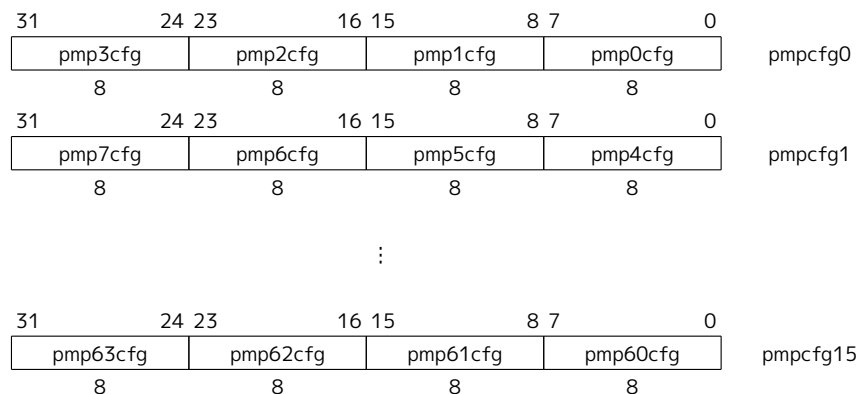 31 24 23 16 15 8 7 0
pmp3cfg pmp2cfg pmp1cfg pmp0cfg pmpcfg0
8 8 8 8
31 24 23 16 15 8 7 0
pmp7cfg pmp6cfg pmp5cfg pmp4cfg pmpcfg1
8 8 8 8
⋮
31 24 23 16 15 8 7 0
pmp63cfg pmp62cfg pmp61cfg pmp60cfg pmpcfg15
8 8 8 8